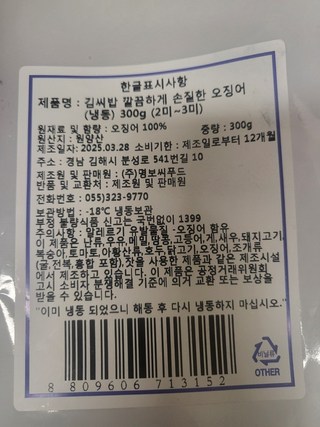 한글표시사항
제품명 : 김씨밥 깔끔하게 손질한 오징어
(냉동) 300g (2미~3미)
원재료 및 함량 : 오징어 100% 중량 : 300g
원산지 : 원양산
제조일자: 2025.03.28 소비기한 : 제조일로부터 12개월
주소 : 경남 김해시 분성로 541번길 10
제조원 및 판매원 : (주)명보씨푸드
반품 및 교환처 : 제조원 및 판매원
전화번호 : 055)323-9770
보관방법 : -18℃ 냉동보관
부정 불량식품 신고는 국번없이 1399
주의사항 : 알레르기 유발물질 -오징어 함유
이 제품은 난류,우유,메밀,땅콩,고등어,게,새우,돼지고기,
복숭아,토마토,아황산류,호두,닭고기,오징어,조개류
(굴,전복,홍합 포함),잣을 사용한 제품과 같은 제조시설
에서 제조하고 있습니다. 이 제품은 공정거래위원회
고시 소비자 분쟁해결 기준에 의거 교환 또는 보상을
받을 수 있습니다.
"이미 냉동 되었으니 해동 후 다시 냉동하지 마십시오."
8 809606 713152
비닐류
OTHER